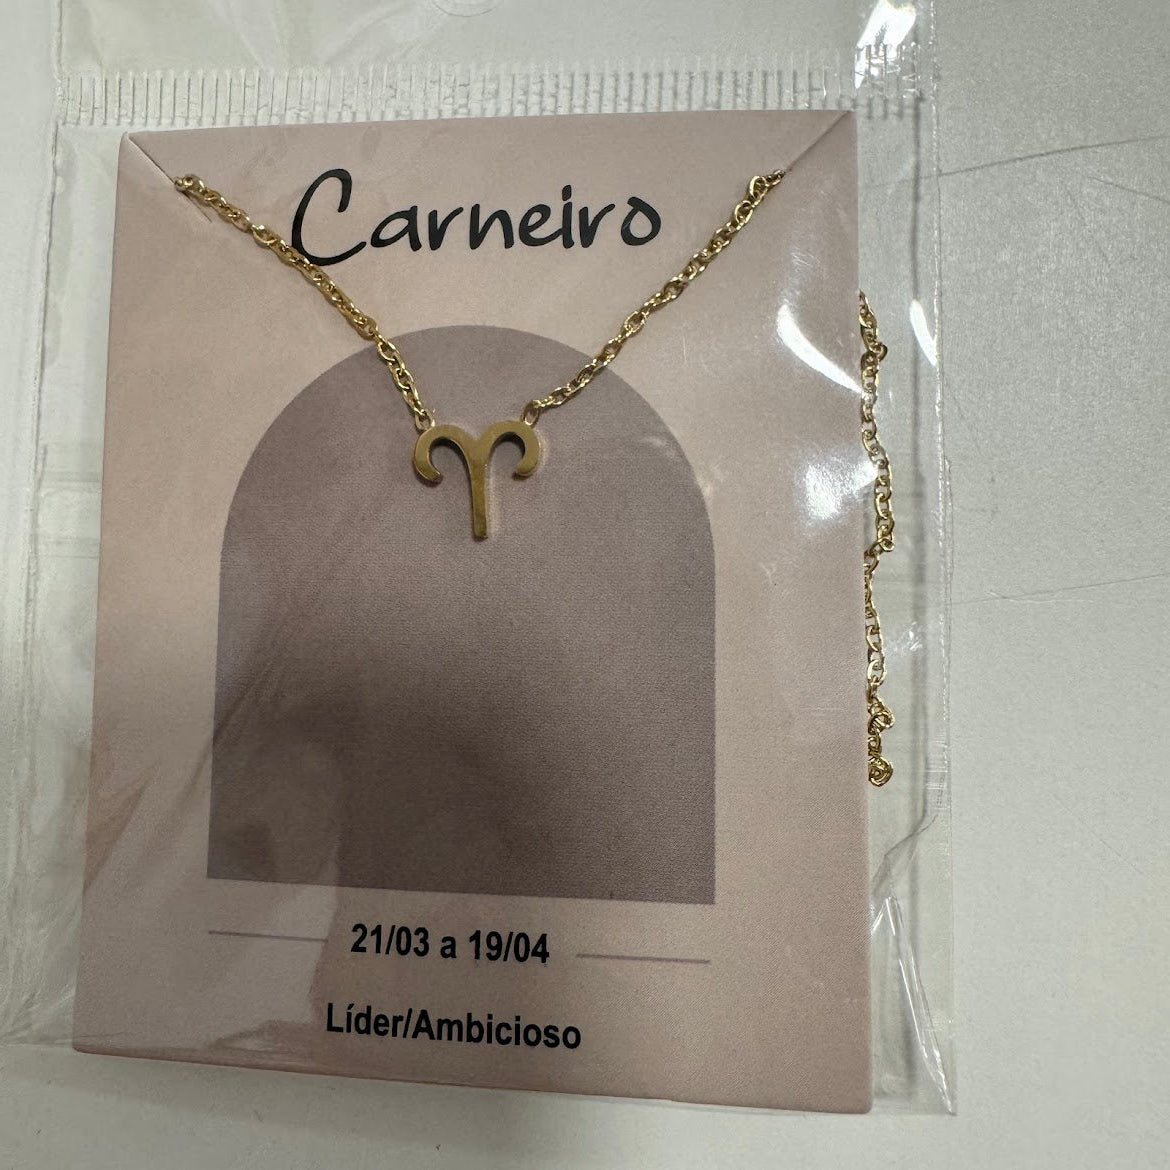 Carneiro
21/03 a 19/04
Líder/Ambicioso